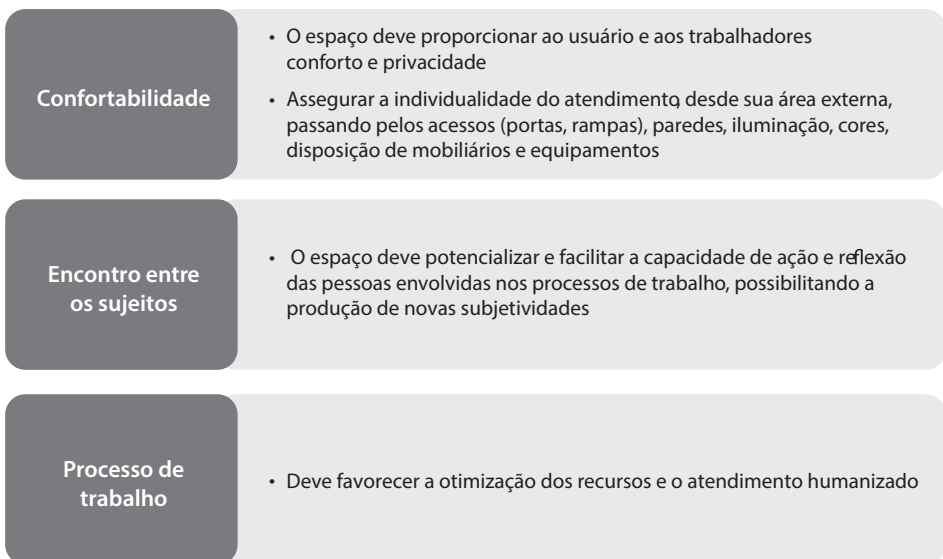 Confortabilidade
• O espaço deve proporcionar ao usuário e aos trabalhadores
conforto e privacidade
• Assegurar a individualidade do atendimento, desde sua área externa,
passando pelos acessos (portas, rampas), paredes, iluminação, cores,
disposição de mobiliários e equipamentos
Encontro entre
os sujeitos
• O espaço deve potencializar e facilitar a capacidade de ação e reflexão
das pessoas envolvidas nos processos de trabalho, possibilitando a
produção de novas subjetividades
Processo de
trabalho
• Deve favorecer a otimização dos recursos e o atendimento humanizado